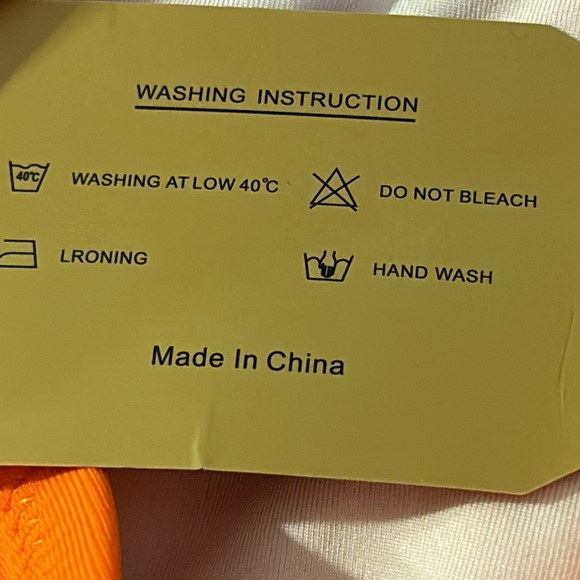 WASHING INSTRUCTION
40℃ WASHING AT LOW 40℃
DO NOT BLEACH
LRONING
HAND WASH
Made In China